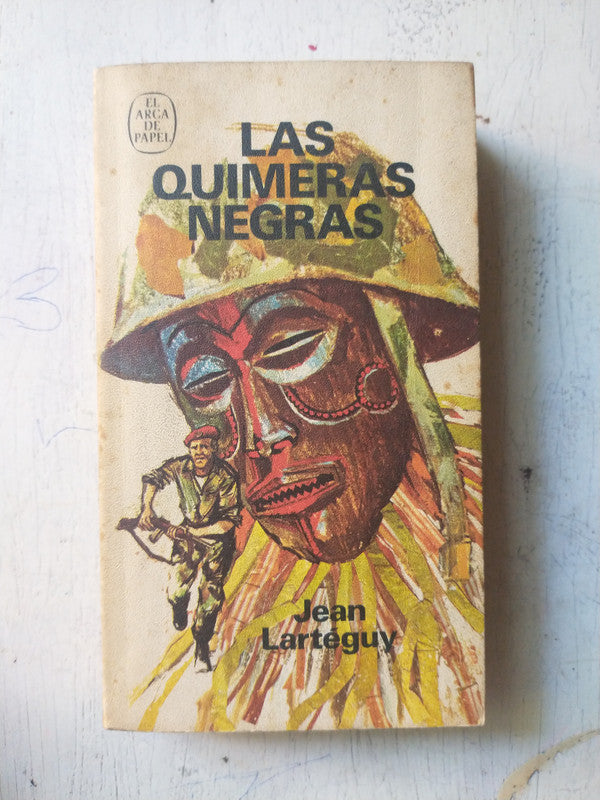 EL
ARCA
DE
PAPEL
LAS
QUIMERAS
NEGRAS
Jean
Lartéguy